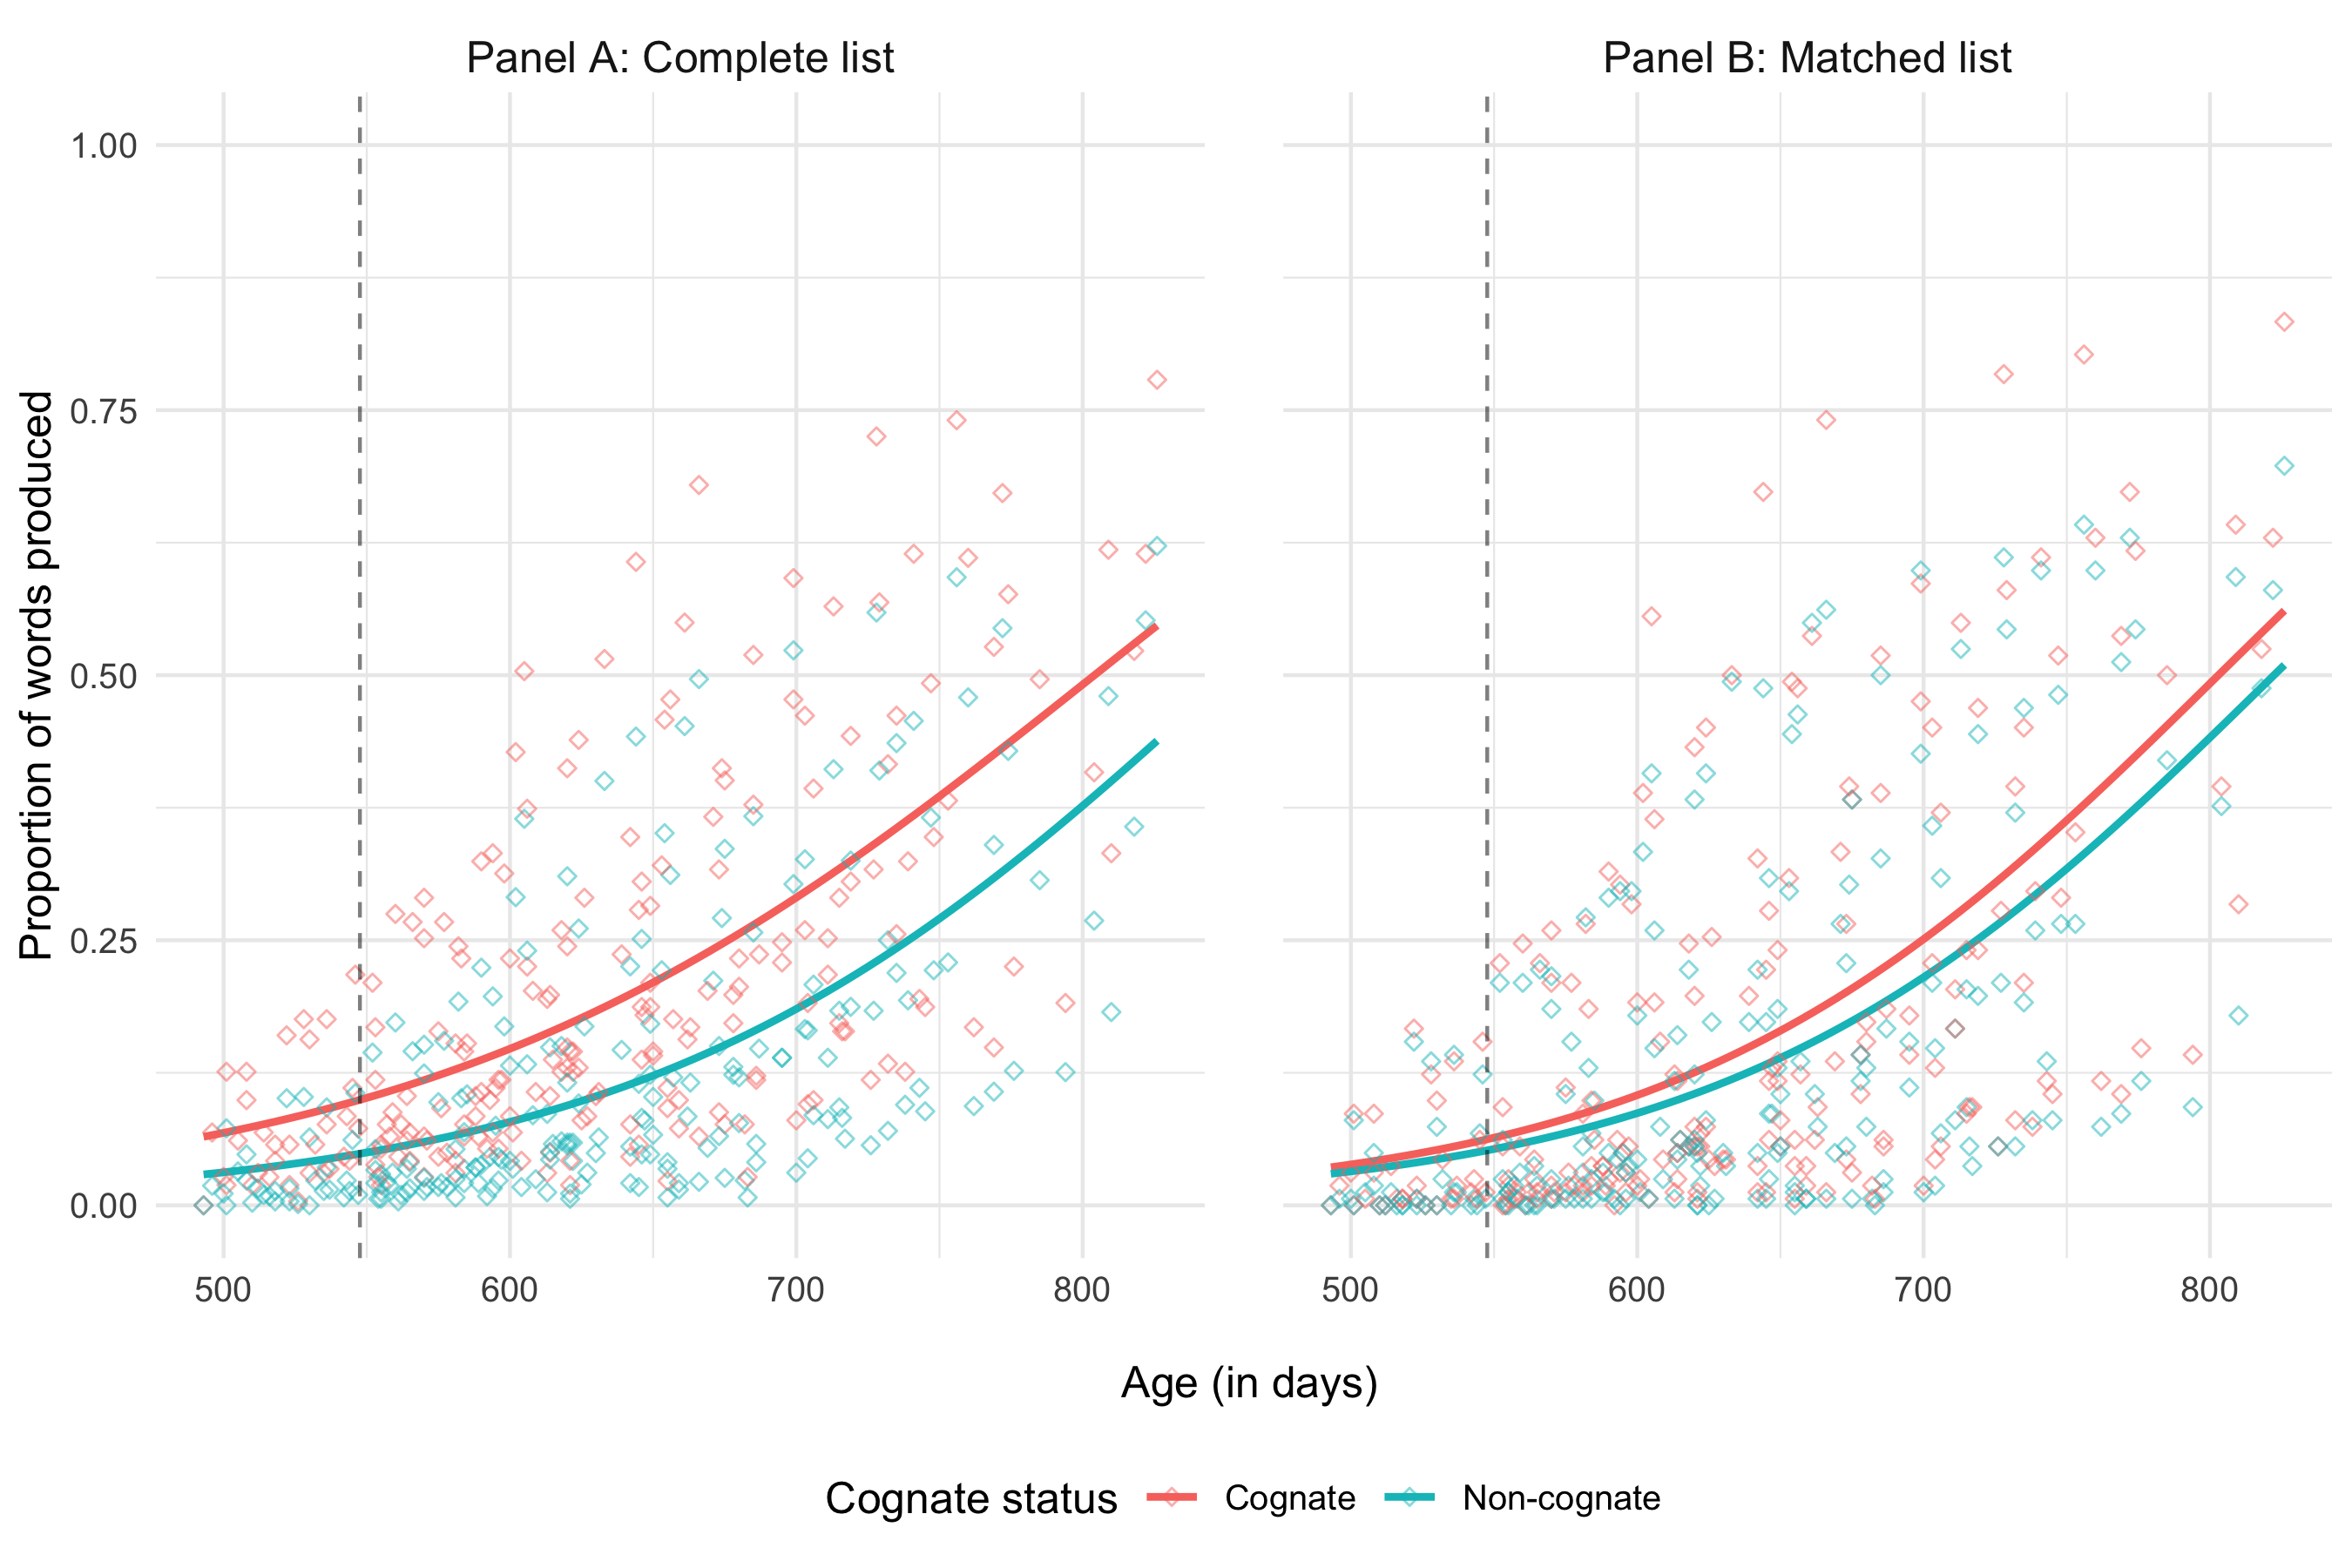 Panel A: Complete list
Panel B: Matched list
Proportion of words produced
1.00
0.75
0.50
0.25
0.00
500 600 700 800
500 600 700 800
Age (in days)
Cognate status Cognate Non-cognate